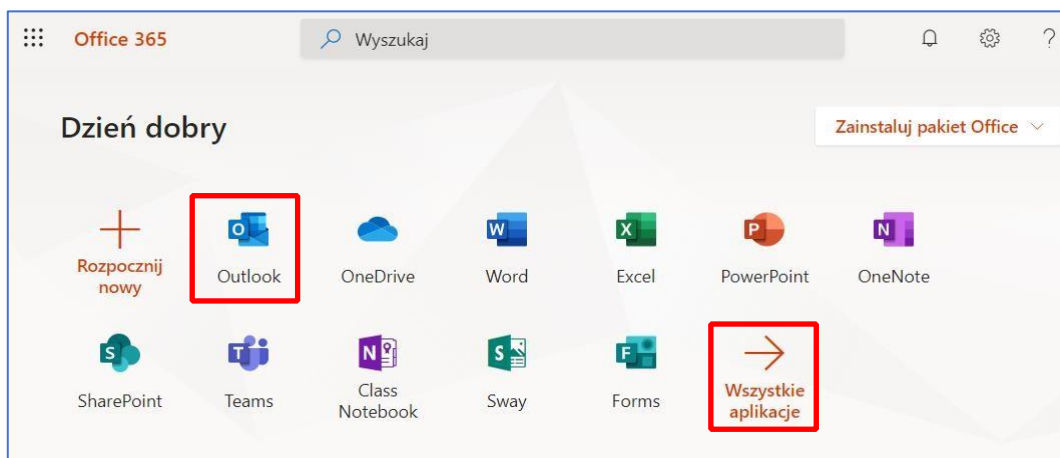 Office 365
Wyszukaj
?
Dzień dobry
Zainstaluj pakiet Office
Rozpocznij
nowy
Outlook
OneDrive
Word
Excel
PowerPoint
OneNote
SharePoint
Teams
Class
Notebook
Sway
Forms
Wszystkie
aplikacje